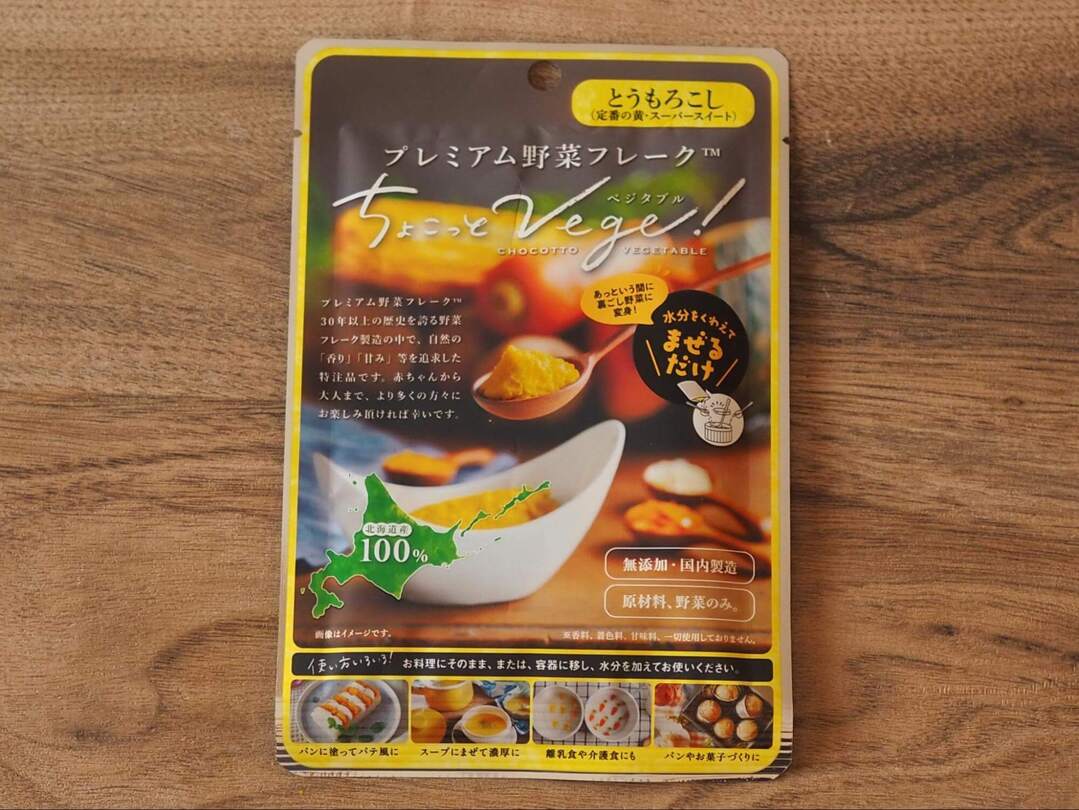 とうもろこし
(定番の黄・スーパースイート)
プレミアム野菜フレーク™
ベジタブル
ちょこっとVege!
CHOCOTTO VEGETABLE
あっという間に
裏ごし野菜に
変身!
水分をくわえて
まぜる
だけ
プレミアム野菜フレーク™
30年以上の歴史を誇る野菜
フレーク製造の中で、自然の
「香り」「甘み」等を追求した
特注品です。赤ちゃんから
大人まで、より多くの方々に
お楽しみ頂ければ幸いです。
北海道産
100%
無添加・国内製造
原材料、野菜のみ。
画像はイメージです。
※香料、着色料、甘味料、一切使用しておりません。
使い方いろいろ!
お料理にそのまま、または、容器に移し、水分を加えてお使いください。
パンに塗ってパテ風に
スープにまぜて濃厚に
離乳食や介護食にも
パンやお菓子づくりに